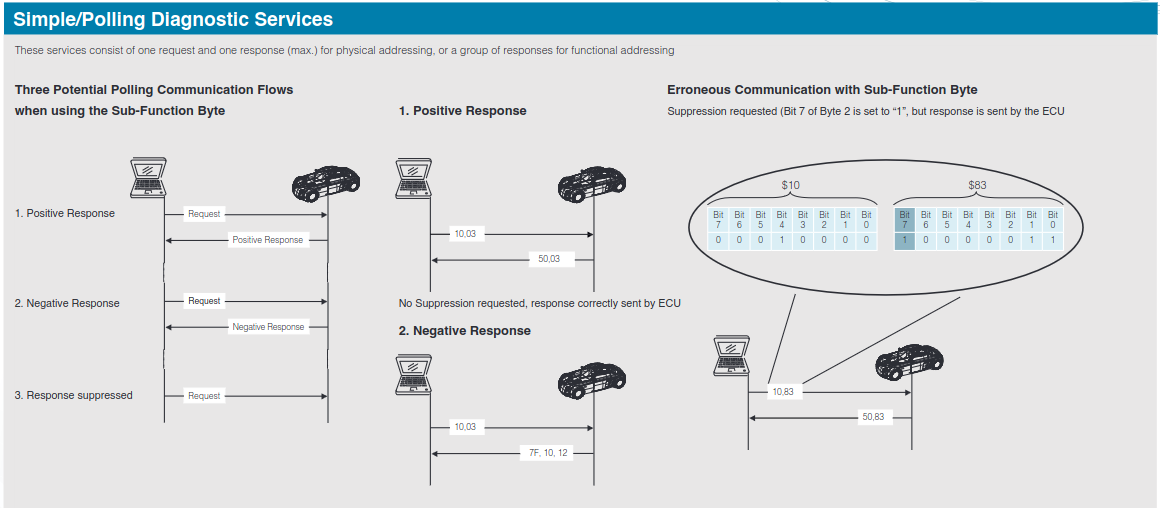 Simple/Polling Diagnostic Services
These services consist of one request and one response (max.) for physical addressing, or a group of responses for functional addressing
Three Potential Polling Communication Flows
when using the Sub-Function Byte
1. Positive Response
Request
Positive Response
2. Negative Response
Request
Negative Response
3. Response suppressed
Request
1. Positive Response
10,03
50,03
No Suppression requested, response correctly sent by ECU
2. Negative Response
10,03
7F, 10, 12
Erroneous Communication with Sub-Function Byte
Suppression requested (Bit 7 of Byte 2 is set to “1”, but response is sent by the ECU
$10 $83
Bit Bit Bit Bit Bit Bit Bit Bit Bit Bit Bit Bit Bit Bit Bit Bit
7 6 5 4 3 2 1 0 7 6 5 4 3 2 1 0
0 0 0 1 0 0 0 0 1 0 0 0 0 0 1 1
10,83
50,83